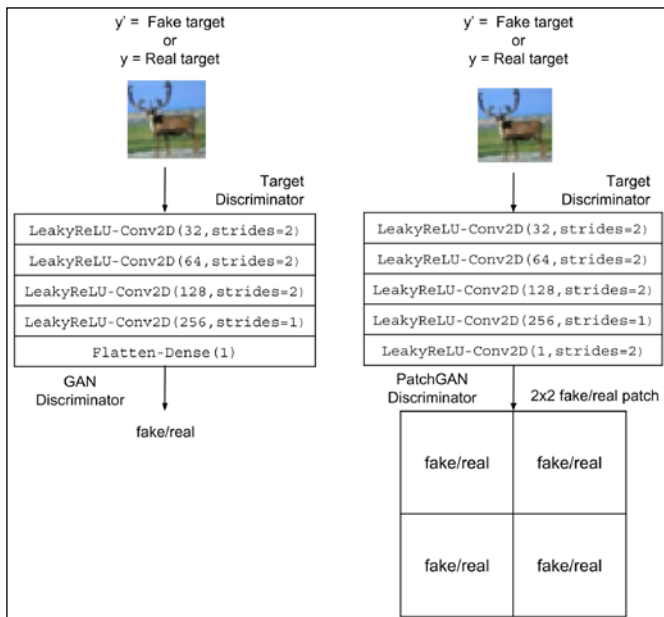 y' = Fake target
or
y = Real target
Target
Discriminator
LeakyReLU-Conv2D(32,strides=2)
LeakyReLU-Conv2D(64,strides=2)
LeakyReLU-Conv2D(128,strides=2)
LeakyReLU-Conv2D(256,strides=1)
Flatten-Dense(1)
GAN
Discriminator
fake/real
y' = Fake target
or
y = Real target
Target
Discriminator
LeakyReLU-Conv2D(32,strides=2)
LeakyReLU-Conv2D(64,strides=2)
LeakyReLU-Conv2D(128,strides=2)
LeakyReLU-Conv2D(256,strides=1)
LeakyReLU-Conv2D(1,strides=2)
PatchGAN
Discriminator
2x2 fake/real patch
fake/real
fake/real
fake/real
fake/real